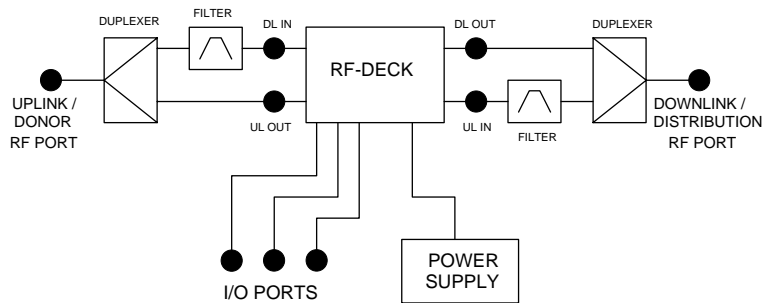 FILTER
DUPLEXER
DL IN
DL OUT
DUPLEXER
RF-DECK
UPLINK /
DONOR
RF PORT
UL OUT
UL IN
FILTER
DOWNLINK /
DISTRIBUTION
RF PORT
I/O PORTS
POWER
SUPPLY